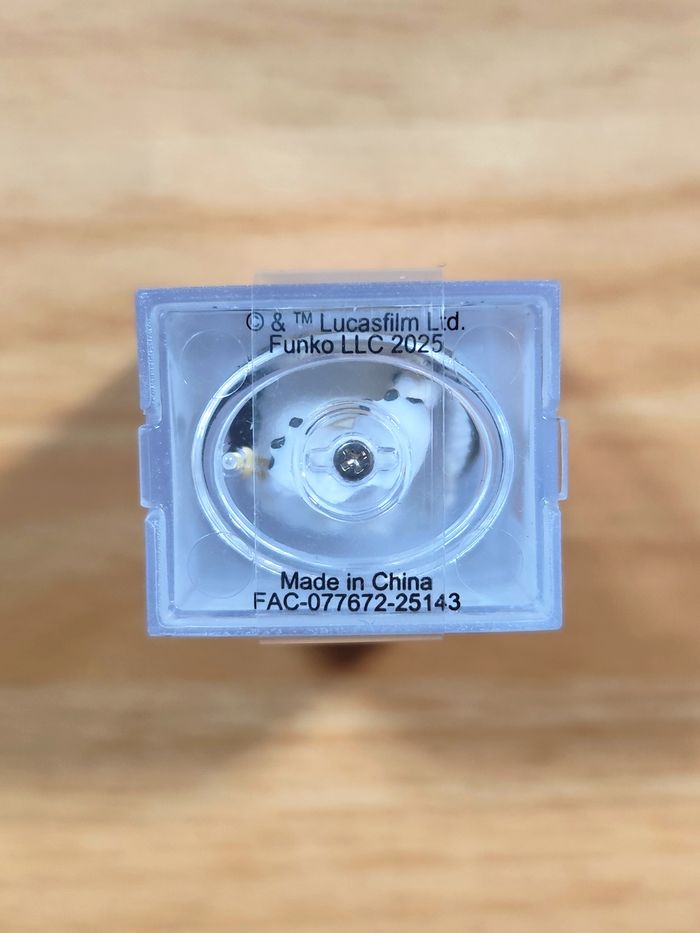 © & ™ Lucasfilm Ltd.
Funko LLC 2025
Made in China
FAC-077672-25143